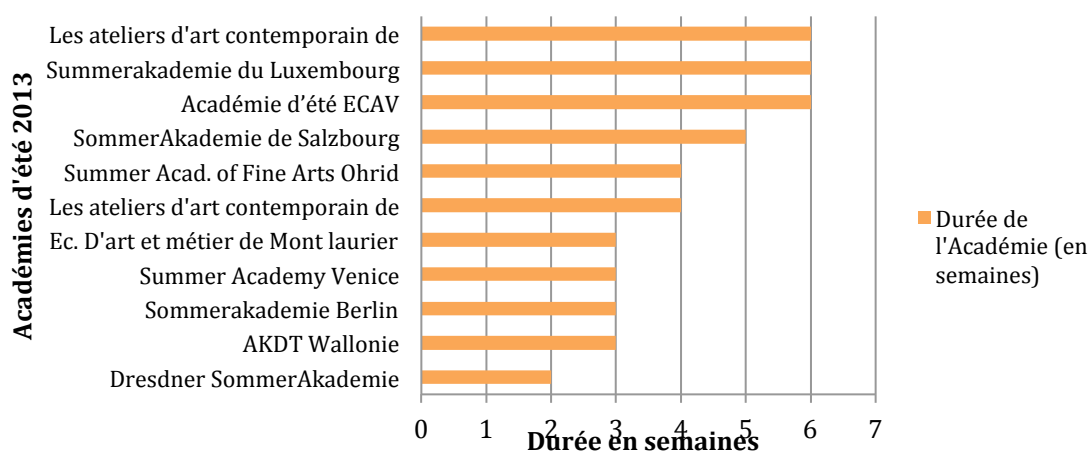 Académies d'été 2013
Les ateliers d'art contemporain de
Summerakademie du Luxembourg
Académie d’été ECAV
SommerAkademie de Salzbourg
Summer Acad. of Fine Arts Ohrid
Les ateliers d'art contemporain de
Ec. D'art et métier de Mont laurier
Summer Academy Venice
Sommerakademie Berlin
AKDT Wallonie
Dresdner SommerAkademie
0 1 2 3 4 5 6 7
Durée en semaines
Durée de
l'Académie (en
semaines)